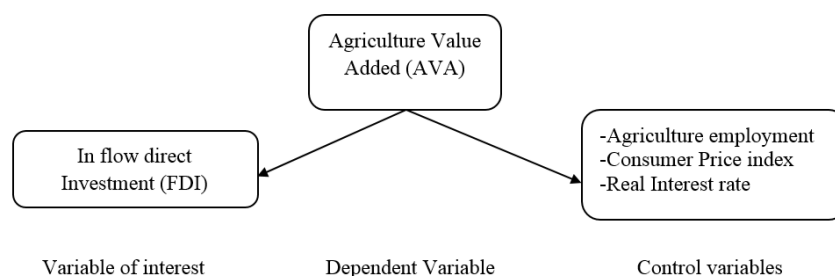 Agriculture Value
Added (AVA)
In flow direct
Investment (FDI)
-Agriculture employment
-Consumer Price index
-Real Interest rate
Variable of interest
Dependent Variable
Control variables